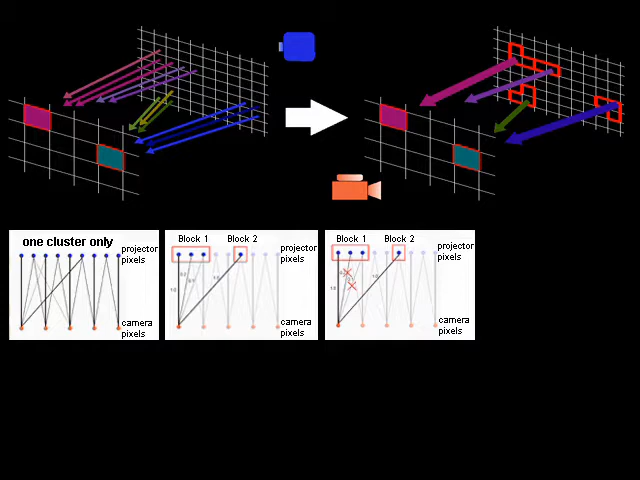 one cluster only
projector
pixels
camera
pixels
Block 1 Block 2
projector
pixels
camera
pixels
Block 1 Block 2
projector
pixels
camera
pixels